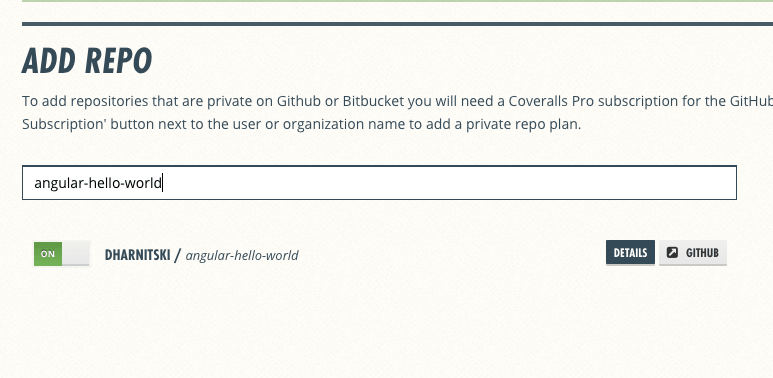 ADD REPO
To add repositories that are private on Github or Bitbucket you will need a Coveralls Pro subscription for the GitHub
Subscription' button next to the user or organization name to add a private repo plan.
angular-hello-world
ON DHARNITSKI / angular-hello-world DETAILS GITHUB